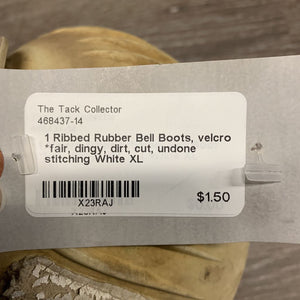 The Tack Collector
468437-14
1 Ribbed Rubber Bell Boots, velcro
*fair, dingy, dirt, cut, undone
stitching White XL
X23RAJ
$1.50